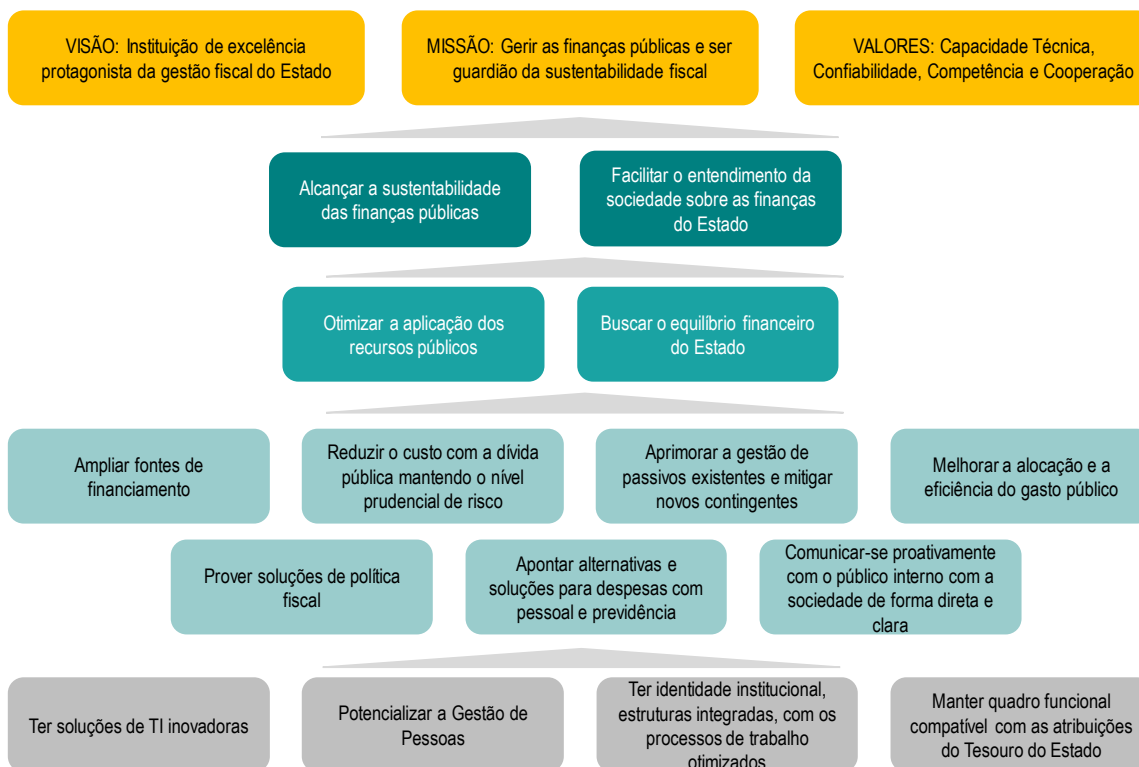 VISÃO: Instituição de excelência
protagonista da gestão fiscal do Estado
MISSÃO: Gerir as finanças públicas e ser
guardião da sustentabilidade fiscal
VALORES: Capacidade Técnica,
Confiabilidade, Competência e Cooperação
Alcançar a sustentabilidade
das finanças públicas
Facilitar o entendimento da
sociedade sobre as finanças
do Estado
Otimizar a aplicação dos
recursos públicos
Buscar o equilíbrio financeiro
do Estado
Ampliar fontes de
financiamento
Reduzir o custo com a dívida
pública mantendo o nível
prudencial de risco
Aprimorar a gestão de
passivos existentes e mitigar
novos contingentes
Melhorar a alocação e a
eficiência do gasto público
Prover soluções de política
fiscal
Apontar alternativas e
soluções para despesas com
pessoal e previdência
Comunicar-se proativamente
com o público interno com a
sociedade de forma direta e
clara
Ter soluções de TI inovadoras
Potencializar a Gestão de
Pessoas
Ter identidade institucional,
estruturas integradas, com os
processos de trabalho
otimizados
Manter quadro funcional
compatível com as atribuições
do Tesouro do Estado